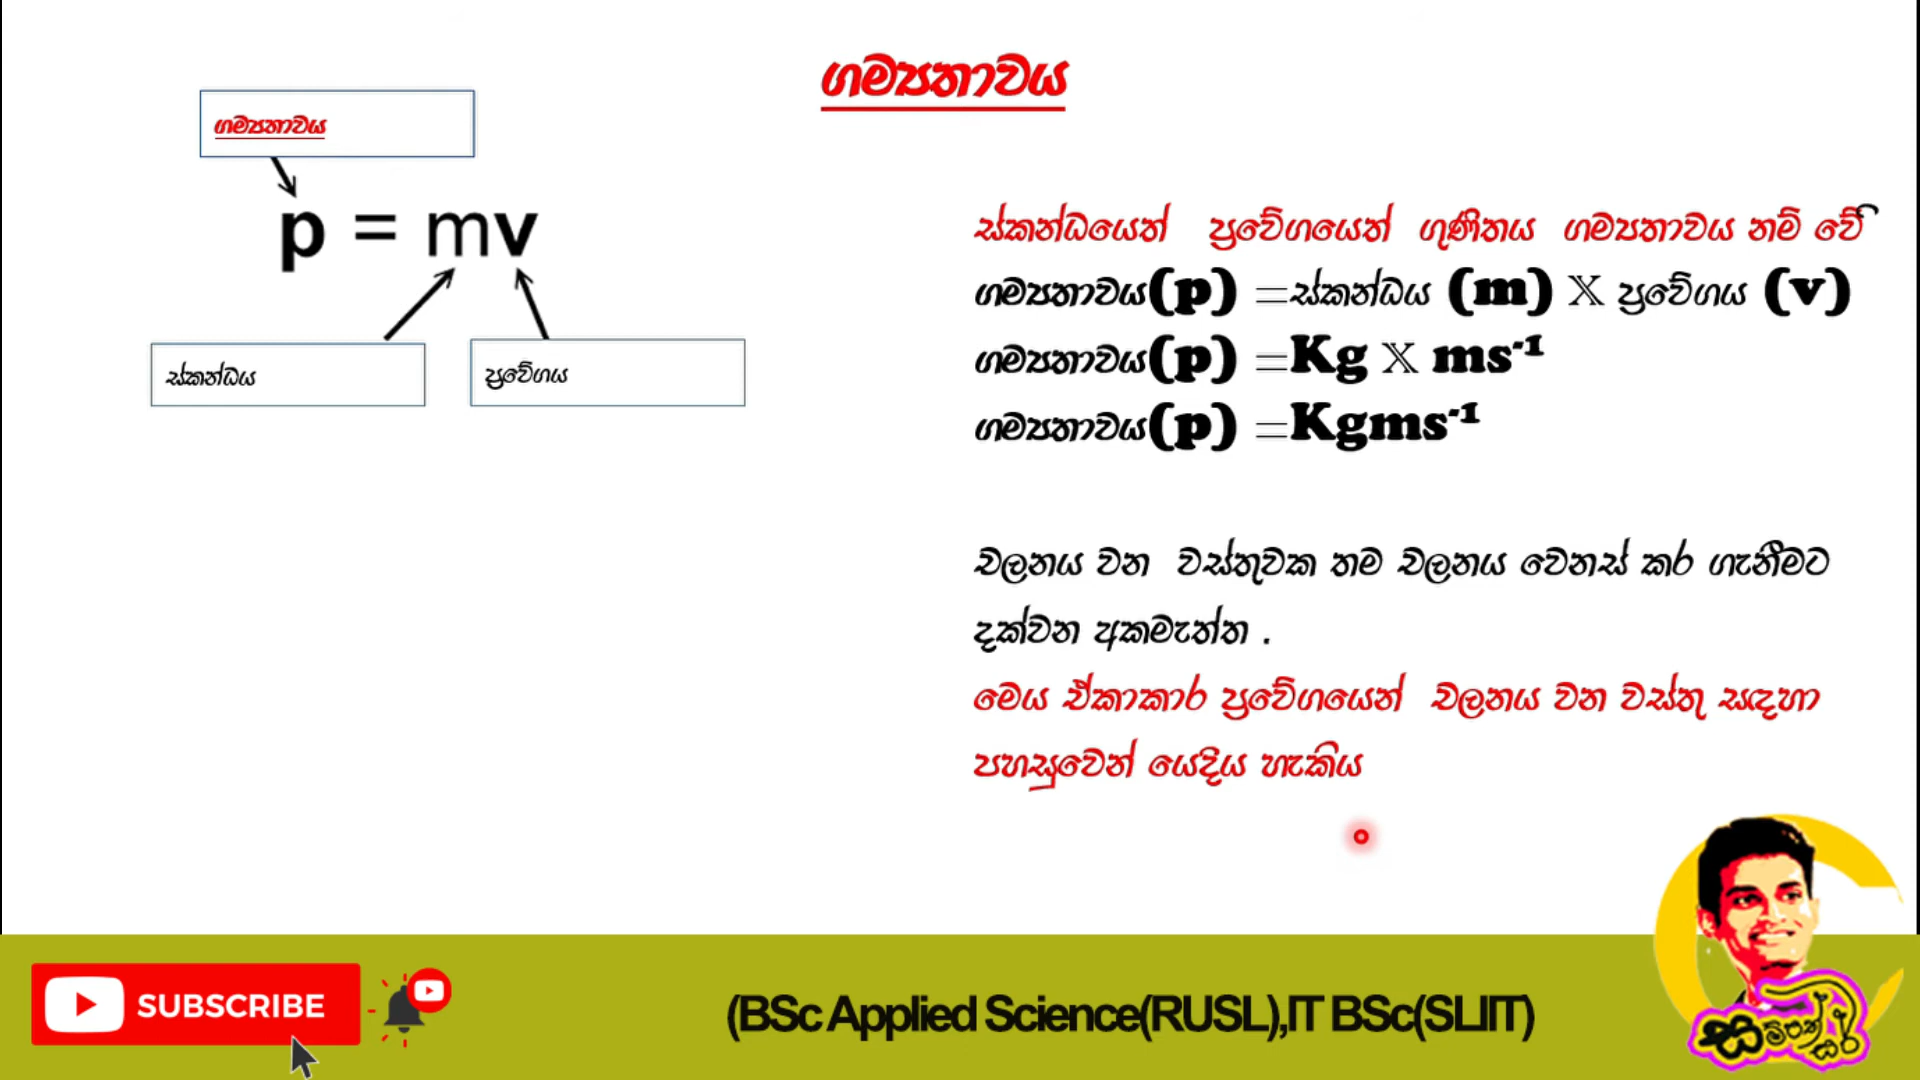 ගම්‍යතාවය
ගම්‍යතාවය
p = mv
ස්කන්ධය
ප්‍රවේගය
ස්කන්ධයෙත් ප්‍රවේගයෙත් ගුණිතය ගම්‍යතාවය නම් වේ
ගම්‍යතාවය(p) =ස්කන්ධය (m) X ප්‍රවේගය (v)
ගම්‍යතාවය(p) =Kg X ms⁻¹
ගම්‍යතාවය(p) =Kgms⁻¹
චලනය වන වස්තුවක තම චලනය වෙනස් කර ගැනීමට
දක්වන අකමැත්ත .
මෙය ඒකාකාර ප්‍රවේගයෙන් චලනය වන වස්තු සඳහා
පහසුවෙන් යෙදිය හැකිය
SUBSCRIBE
(BSc Applied Science(RUSL),IT BSc(SLIIT)
සම්පත් සර්